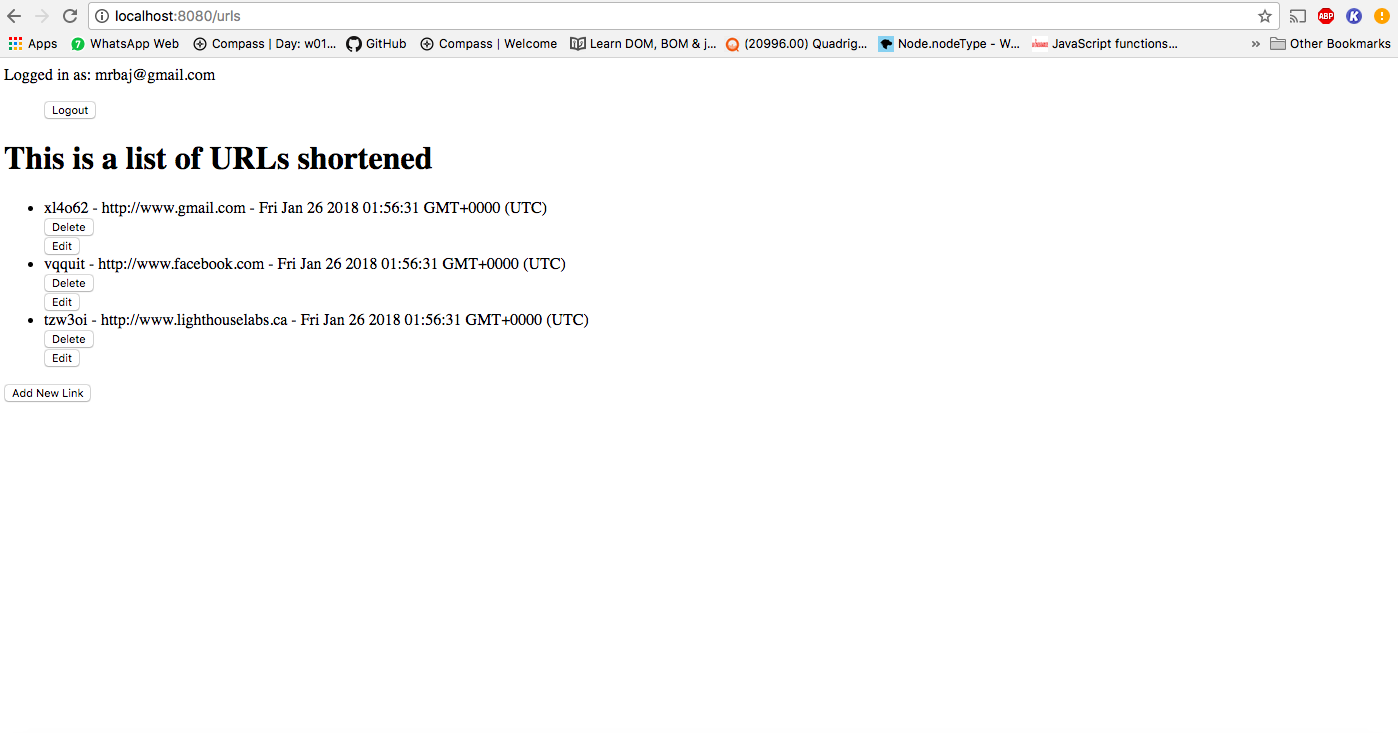 localhost:8080/urls
ABP
K
Apps 7 WhatsApp Web Compass | Day: w01... GitHub Compass | Welcome Learn DOM, BOM & j... (20996.00) Quadrig... Node.nodeType - W... JavaScript functions... » Other Bookmarks
Logged in as: mrbaj@gmail.com
Logout
This is a list of URLs shortened
• xl4o62 - http://www.gmail.com - Fri Jan 26 2018 01:56:31 GMT+0000 (UTC)
Delete
Edit
• vqquit - http://www.facebook.com - Fri Jan 26 2018 01:56:31 GMT+0000 (UTC)
Delete
Edit
• tzw3oi - http://www.lighthouselabs.ca - Fri Jan 26 2018 01:56:31 GMT+0000 (UTC)
Delete
Edit
Add New Link